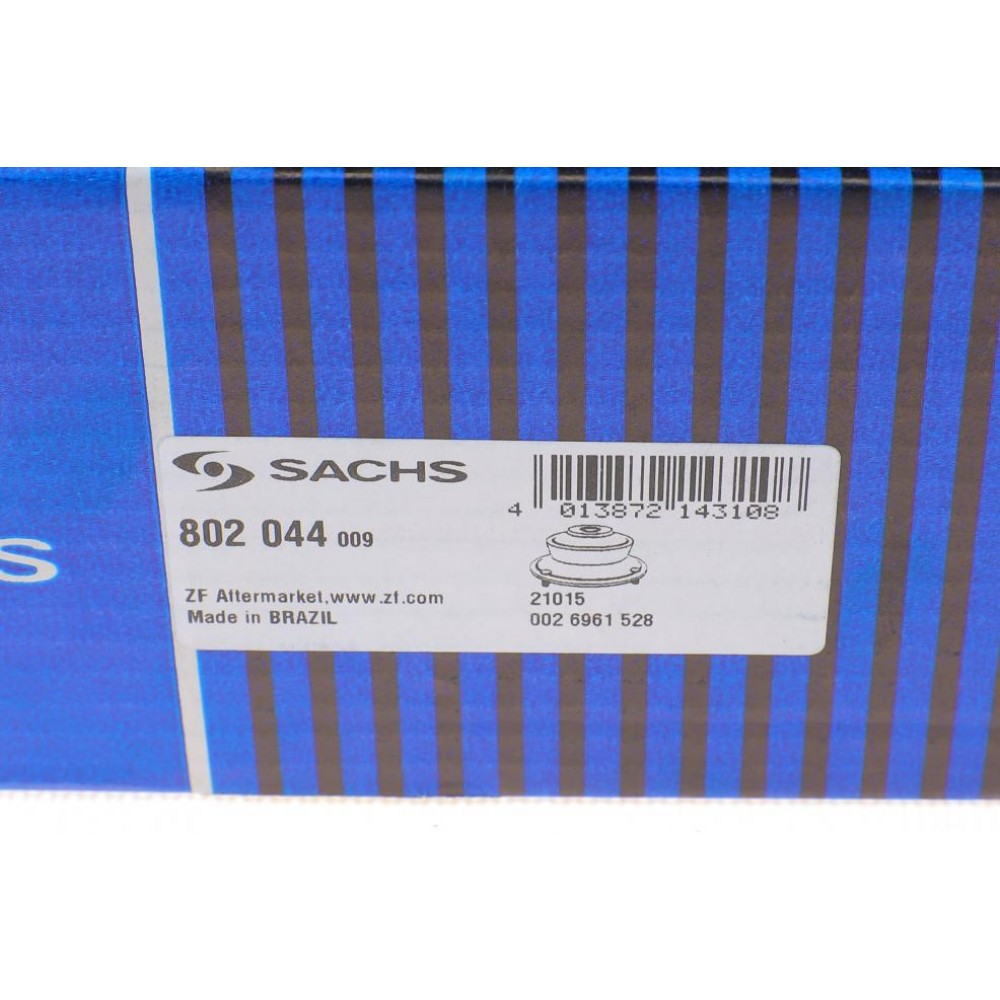 S
SACHS
802 044 009
ZF Aftermarket,www.zf.com
Made in BRAZIL
4 013872 143108
21015
002 6961 528